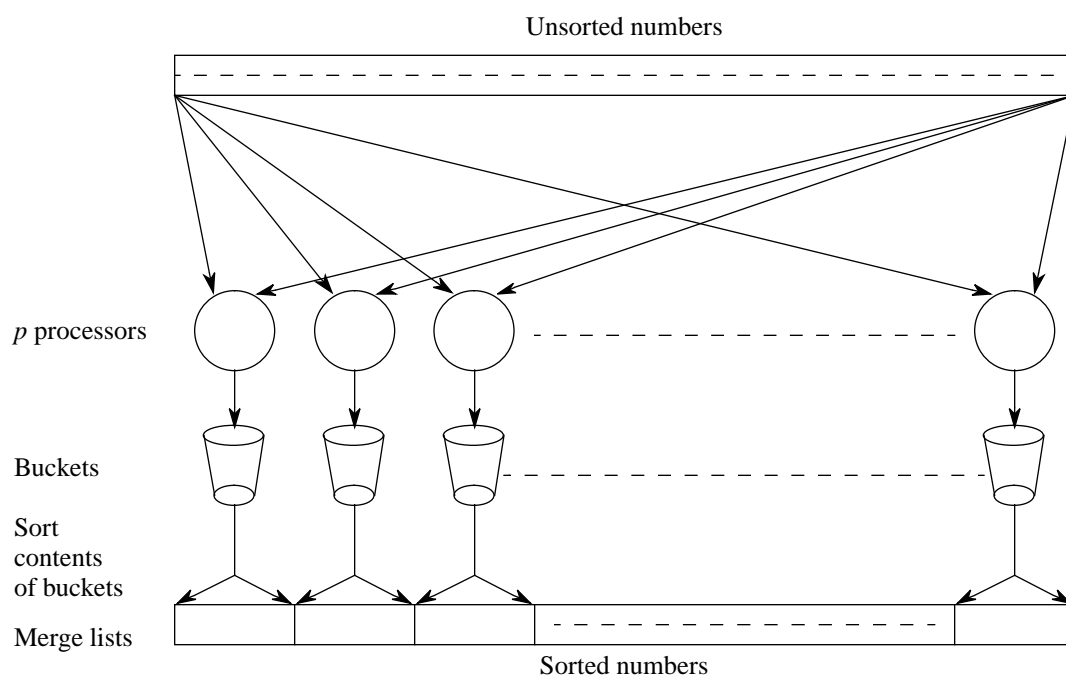 Unsorted numbers
p processors
Buckets
Sort
contents
of buckets
Merge lists
Sorted numbers